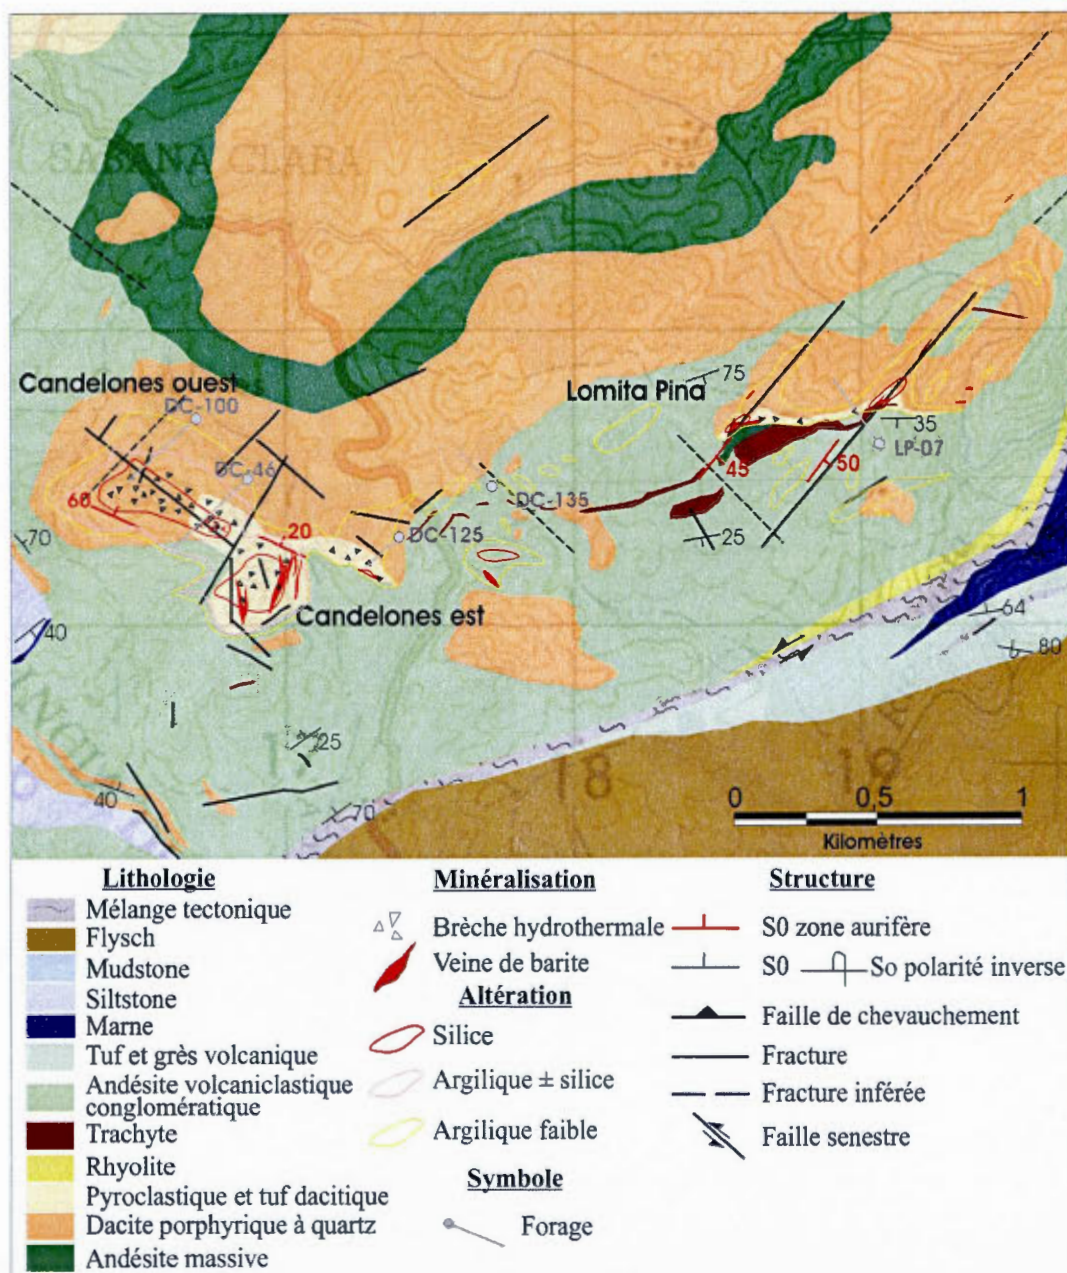 SABANA CLARA
Candelones ouest
DC-100
Lomita Pina
75
35
LP-07
DC-46
45
50
60
DC-135
20
DC-125
25
70
Candelones est
64
40
80
25
18
19
40
70
0 0,5 1
Kilomètres
Lithologie
Mélange tectonique
Flysch
Mudstone
Siltstone
Marne
Tuf et grès volcanique
Andésite volcaniclastique
conglomératique
Trachyte
Rhyolite
Pyroclastique et tuf dacitique
Dacite porphyrique à quartz
Andésite massive
Minéralisation
Brèche hydrothermale
Veine de barite
Altération
Silice
Argilique ± silice
Argilique faible
Symbole
Forage
Structure
S0 zone aurifère
S0
So polarité inverse
Faille de chevauchement
Fracture
Fracture inférée
Faille senestre